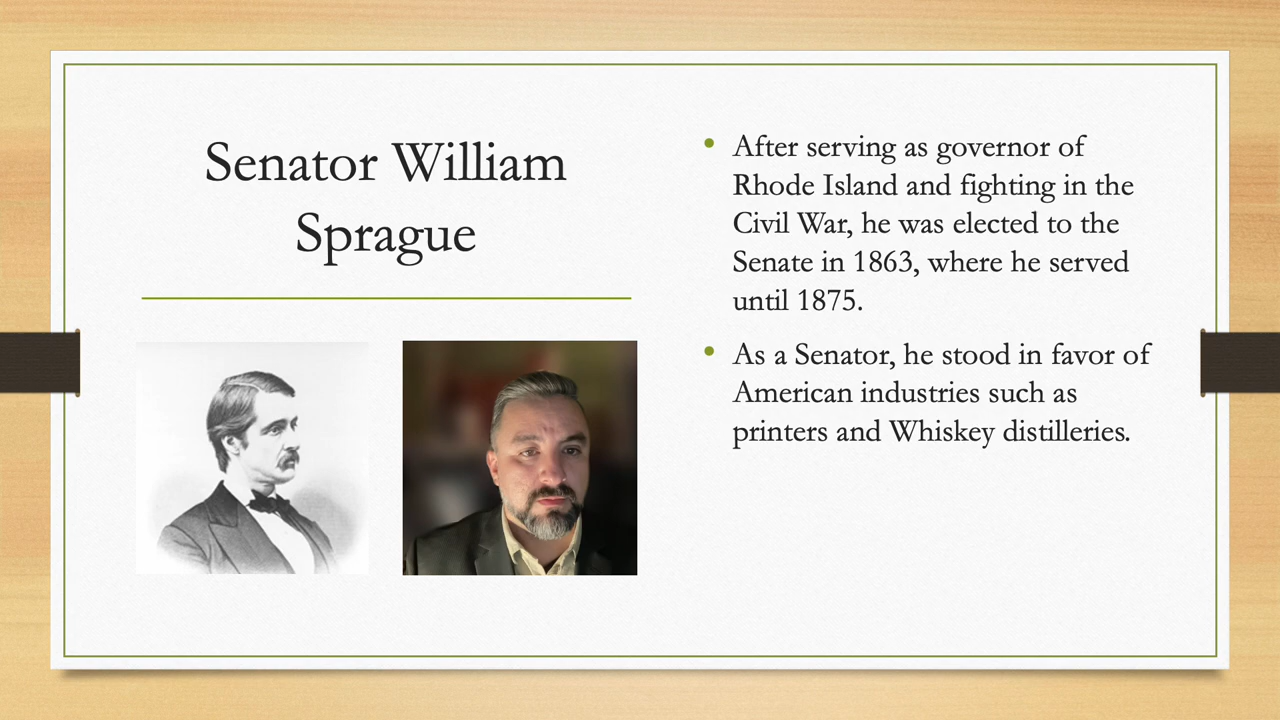 Senator William
Sprague
• After serving as governor of
Rhode Island and fighting in the
Civil War, he was elected to the
Senate in 1863, where he served
until 1875.
• As a Senator, he stood in favor of
American industries such as
printers and Whiskey distilleries.